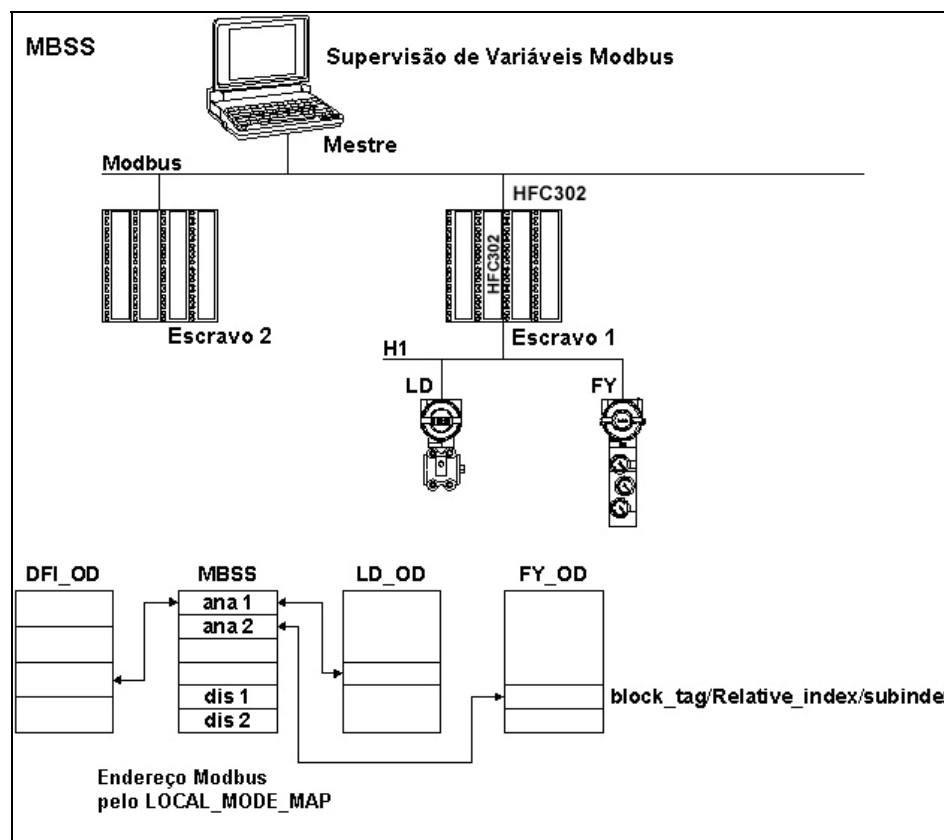 MBSS
Supervisão de Variáveis Modbus
Mestre
Modbus
HFC302
HFC302
Escravo 2
Escravo 1
H1
LD
FY
DFI_OD
MBSS
LD_OD
FY_OD
ana 1
ana 2
dis 1
dis 2
block_tag/Relative_index/subinde
Endereço Modbus
pelo LOCAL_MODE_MAP